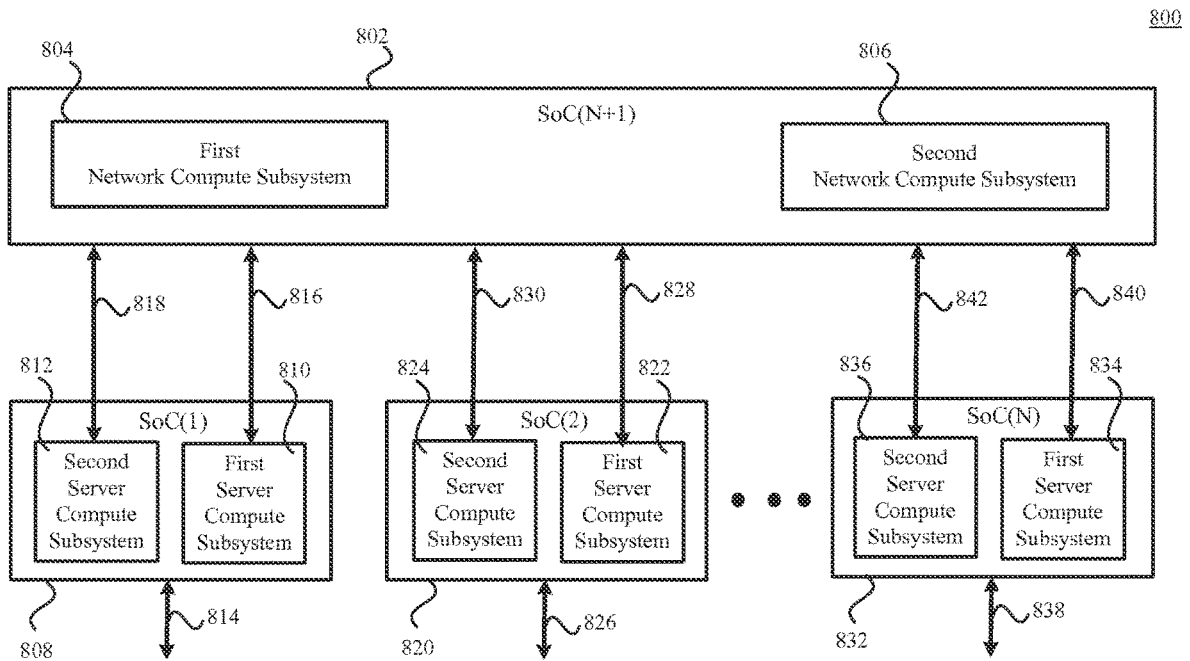 800
804
802
806
SoC(N+1)
First
Network Compute Subsystem
Second
Network Compute Subsystem
818
816
830
828
842
840
812
810
824
822
836
834
SoC(1)
Second
Server
Compute
Subsystem
First
Server
Compute
Subsystem
SoC(2)
Second
Server
Compute
Subsystem
First
Server
Compute
Subsystem
SoC(N)
Second
Server
Compute
Subsystem
First
Server
Compute
Subsystem
808
814
820
826
832
838